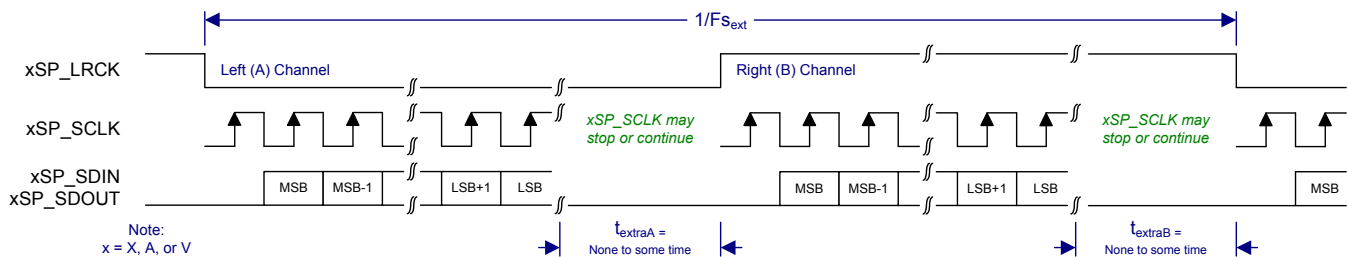 1/Fs_ext
xSP_LRCK
Left (A) Channel
Right (B) Channel
xSP_SCLK
xSP_SCLK may
stop or continue
xSP_SCLK may
stop or continue
xSP_SDIN
xSP_SDOUT
MSB MSB-1 LSB+1 LSB MSB MSB-1 LSB+1 LSB MSB
Note:
x = X, A, or V
t_extraA =
None to some time
t_extraB =
None to some time